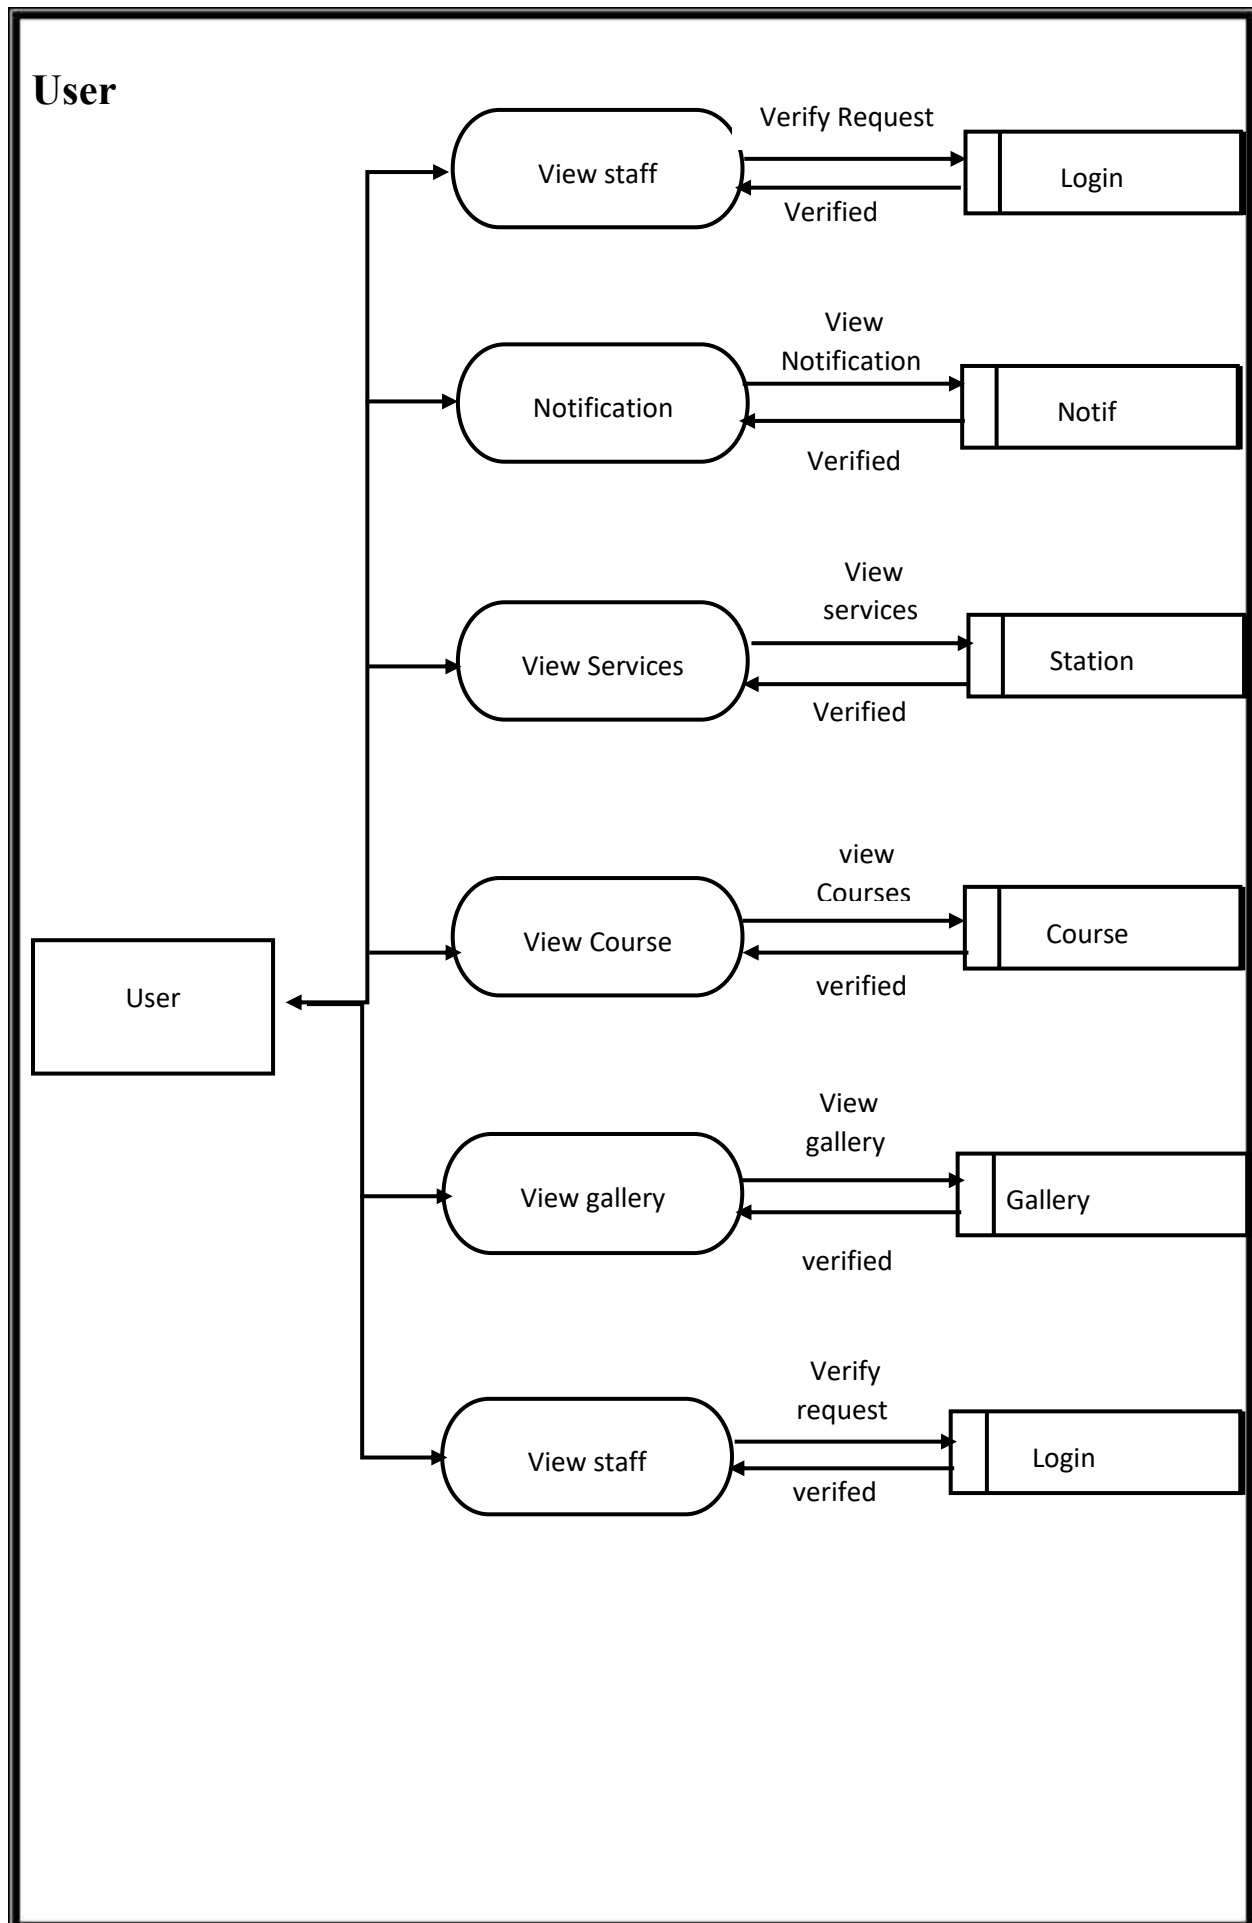 User
Verify Request
View staff
Login
Verified
View
Notification
Notification
Notif
Verified
View
services
View Services
Station
Verified
view
Courses
View Course
Course
verified
User
View
gallery
View gallery
Gallery
verified
Verify
request
View staff
Login
verifed